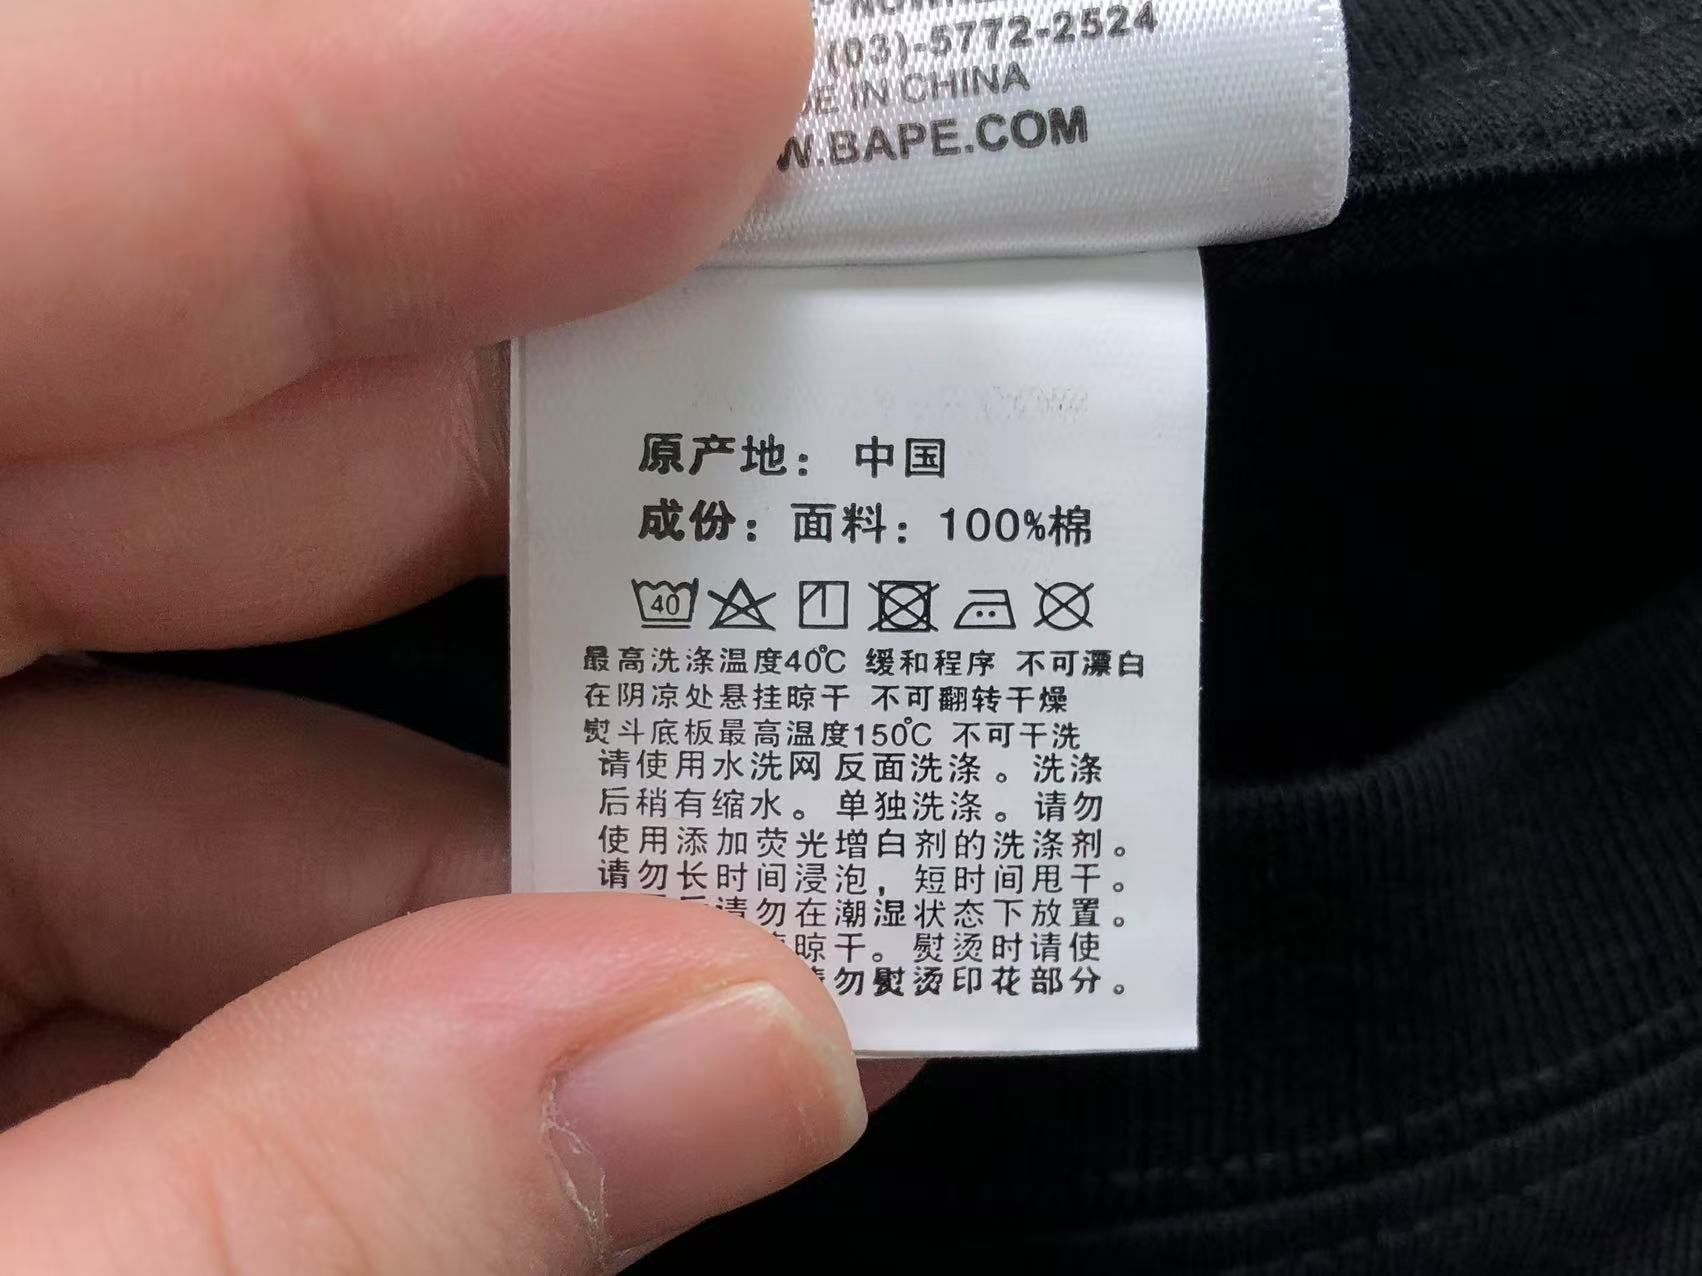 (03)-5772-2524
IN CHINA
W.BAPE.COM
原产地：中国
成份：面料：100%棉
40
最高洗涤温度40℃ 缓和程序 不可漂白
在阴凉处悬挂晾干 不可翻转干燥
熨斗底板最高温度150℃ 不可干洗
请使用水洗网反面洗涤。洗涤
后稍有缩水。单独洗涤。请勿
使用添加荧光增白剂的洗涤剂。
请勿长时间浸泡，短时间甩干。
请勿在潮湿状态下放置。
晾干。熨烫时请使
勿熨烫印花部分。